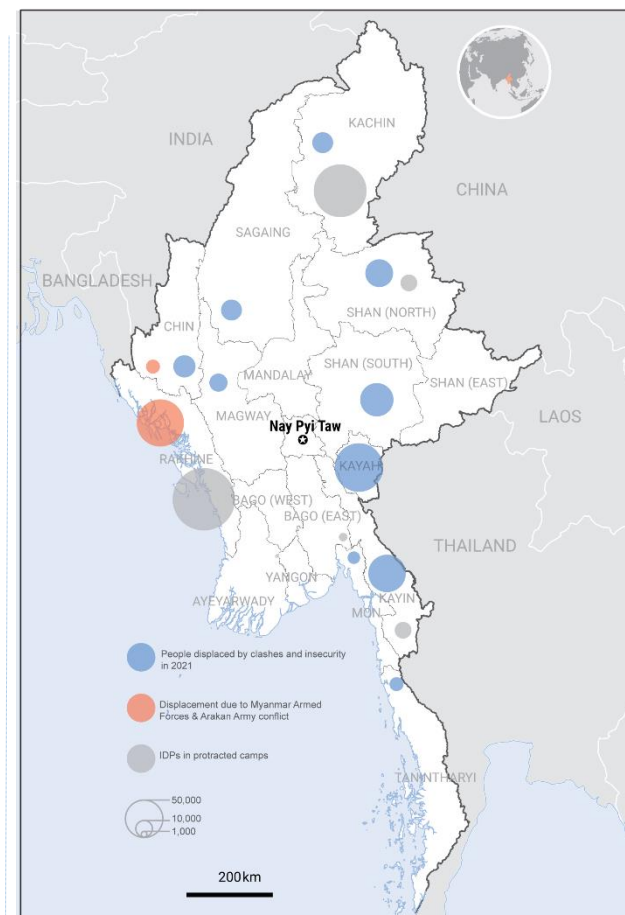 KACHIN
INDIA
CHINA
SAGAING
BANGLADESH
SHAN (NORTH)
CHIN
SHAN (SOUTH)
MANDALAY
SHAN (EAST)
MAGWAY
LAOS
Nay Pyi Taw
RAKHINE
KAYAH
BAGO (WEST)
BAGO (EAST)
THAILAND
YANGON
AYEYARWADY
KAYIN
MON
People displaced by clashes and insecurity
in 2021
Displacement due to Myanmar Armed
Forces & Arakan Army conflict
IDPs in protracted camps
TANINTHARYI
50,000
10,000
1,000
200km